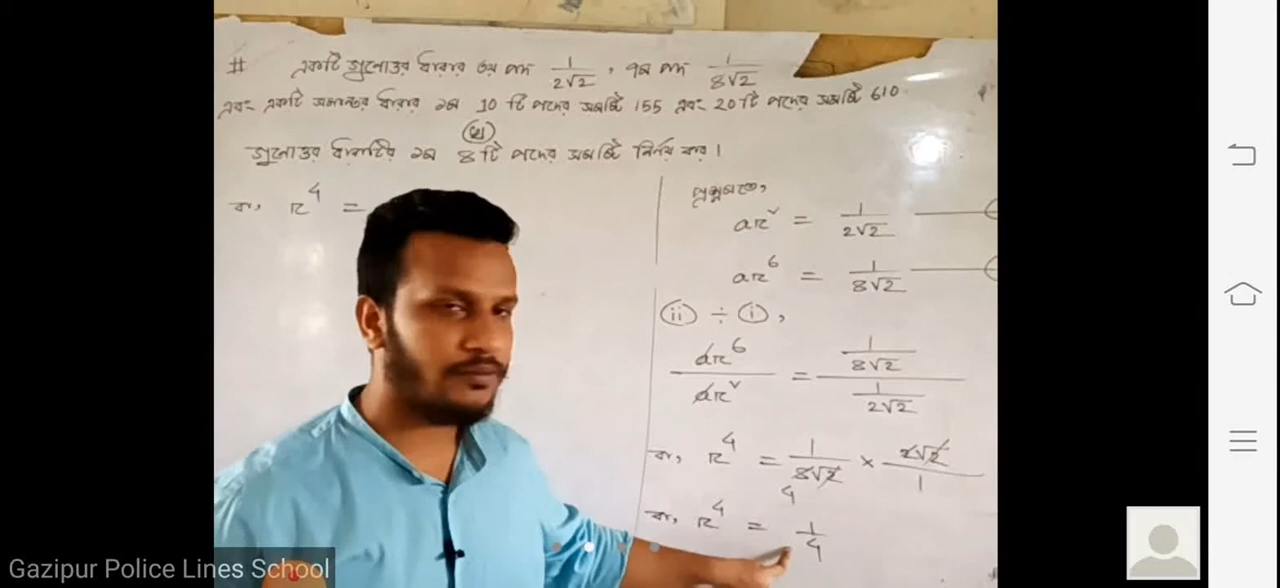 # একটি গুনোত্তর ধারার ৩য় পদ 1/2√2, ৭ম পদ 1/8√2
এবং একটি সমান্তর ধারার ১ম 10 টি পদের সমষ্টি 155 এবং 20 টি পদের সমষ্টি 610.
(খ)
গুনোত্তর ধারাটির ১ম 8 টি পদের সমষ্টি নির্ণয় কর।
বা, r⁴ =
প্রশ্নমতে,
ar² = 1/2√2
ar⁶ = 1/8√2
(ii) ÷ (i),
ar⁶/ar² = (1/8√2)/(1/2√2)
বা, r⁴ = 1/8√2 × 2√2/1
4
বা, r⁴ = 1/4
Gazipur Police Lines School